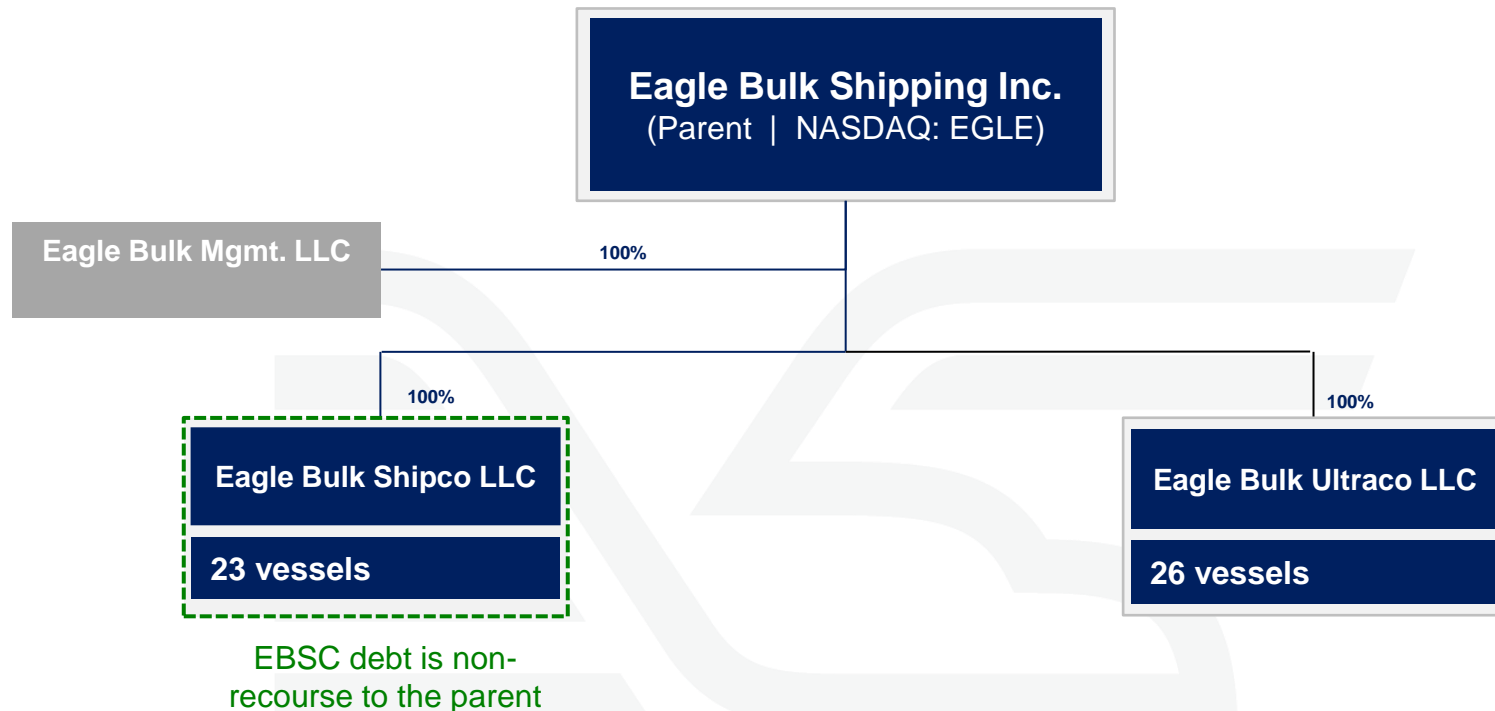 Eagle Bulk Shipping Inc.
(Parent | NASDAQ: EGLE)
Eagle Bulk Mgmt. LLC
100%
100%
100%
Eagle Bulk Shipco LLC
23 vessels
Eagle Bulk Ultraco LLC
26 vessels
EBSC debt is non-
recourse to the parent